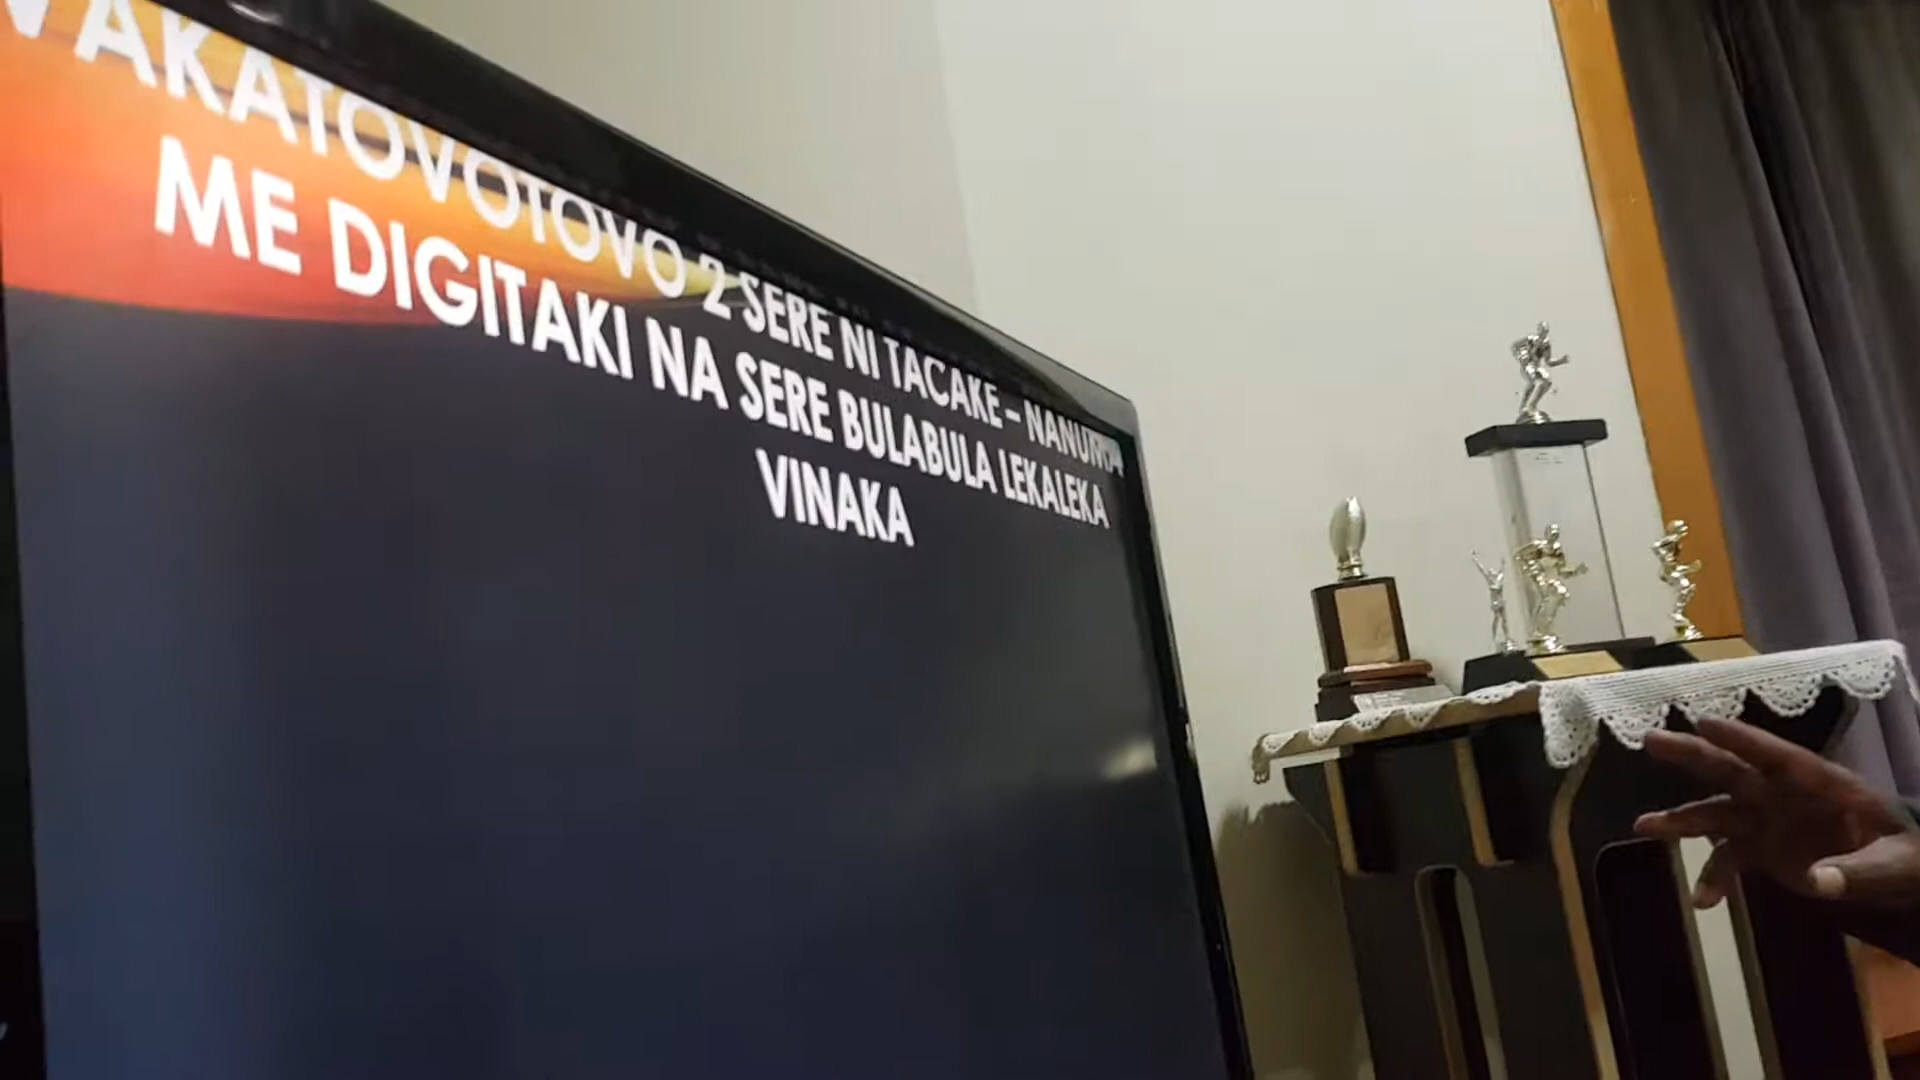 VAKATOVOTOVO 2 SERE NI TACAKE – NANUMA
ME DIGITAKI NA SERE BULABULA LEKALEKA
VINAKA